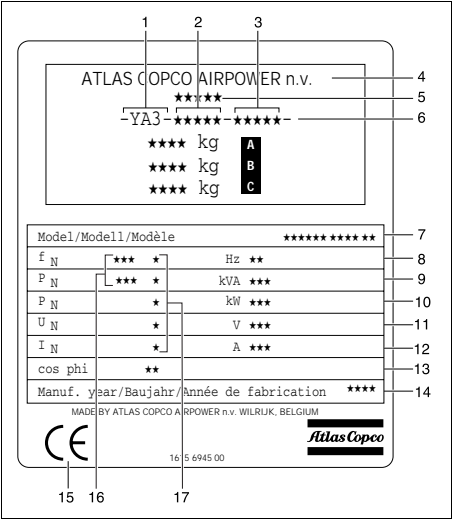 1 2 3
ATLAS COPCO AIRPOWER n.v. 4
★★★★★ 5
-YA3-★★★★★-★★★★★- 6
★★★★ kg A
★★★★ kg B
★★★★ kg C
Model/Modell/Modèle ★★★★★★ ★★★★ ★★ 7
f N ★★★ ★ Hz ★★ 8
P N ★★★ ★ kVA ★★★ 9
P N ★ kW ★★★ 10
U N ★ V ★★★ 11
I N ★ A ★★★ 12
cos phi ★★ 13
Manuf. year/Baujahr/Année de fabrication ★★★★ 14
MADE BY ATLAS COPCO AIRPOWER n.v. WILRIJK, BELGIUM
CE Atlas Copco
1615 6945 00
15 16 17